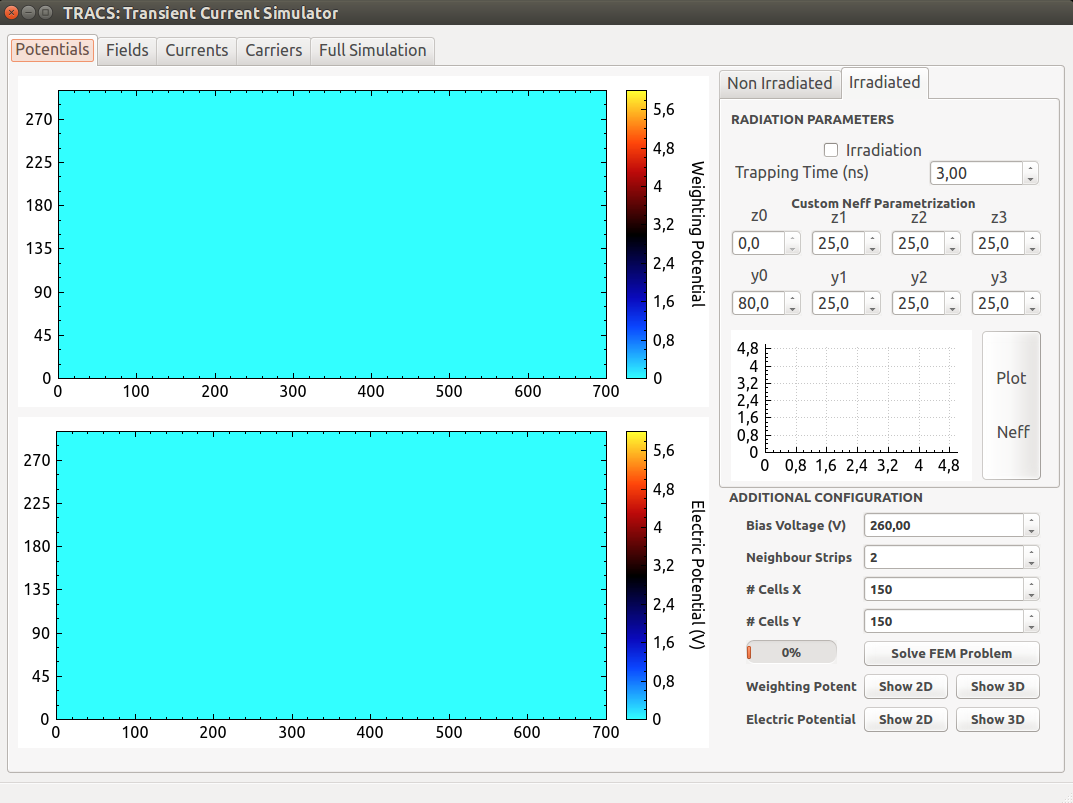 TRACS: Transient Current Simulator
Potentials Fields Currents Carriers Full Simulation
270
225
180
135
90
45
0
0 100 200 300 400 500 600 700
5,6
4,8
4
3,2
2,4
1,6
0,8
0
Weighting Potential
270
225
180
135
90
45
0
0 100 200 300 400 500 600 700
5,6
4,8
4
3,2
2,4
1,6
0,8
0
Electric Potential (V)
Non Irradiated Irradiated
RADIATION PARAMETERS
Irradiation
Trapping Time (ns) 3,00
Custom Neff Parametrization
z0 z1 z2 z3
0,0 25,0 25,0 25,0
y0 y1 y2 y3
80,0 25,0 25,0 25,0
4,8
4
3,2
2,4
1,6
0,8
0
0 0,8 1,6 2,4 3,2 4 4,8
Plot
Neff
ADDITIONAL CONFIGURATION
Bias Voltage (V) 260,00
Neighbour Strips 2
# Cells X 150
# Cells Y 150
0% Solve FEM Problem
Weighting Potent Show 2D Show 3D
Electric Potential Show 2D Show 3D